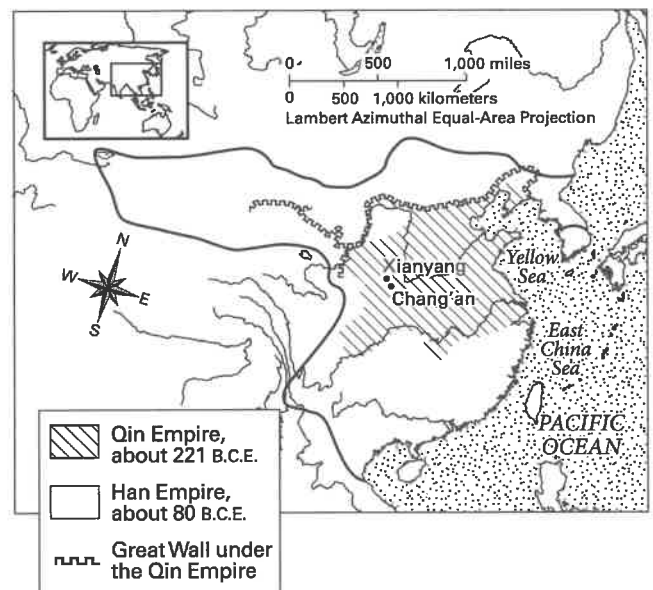 0 500 1,000 miles
0 500 1,000 kilometers
Lambert Azimuthal Equal-Area Projection
N
W
E
S
Xianyang
Chang'an
Yellow
Sea
East
China
Sea
PACIFIC
OCEAN
Qin Empire,
about 221 B.C.E.
Han Empire,
about 80 B.C.E.
Great Wall under
the Qin Empire